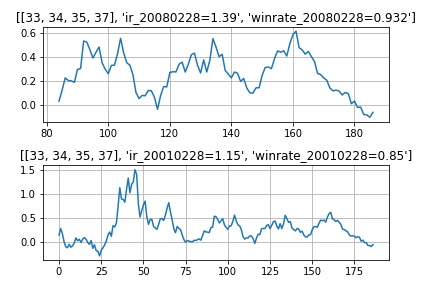 [[33, 34, 35, 37], 'ir_20080228=1.39', 'winrate_20080228=0.932']
0.6
0.4
0.2
0.0
80 100 120 140 160 180
[[33, 34, 35, 37], 'ir_20010228=1.15', 'winrate_20010228=0.85']
1.5
1.0
0.5
0.0
0 25 50 75 100 125 150 175